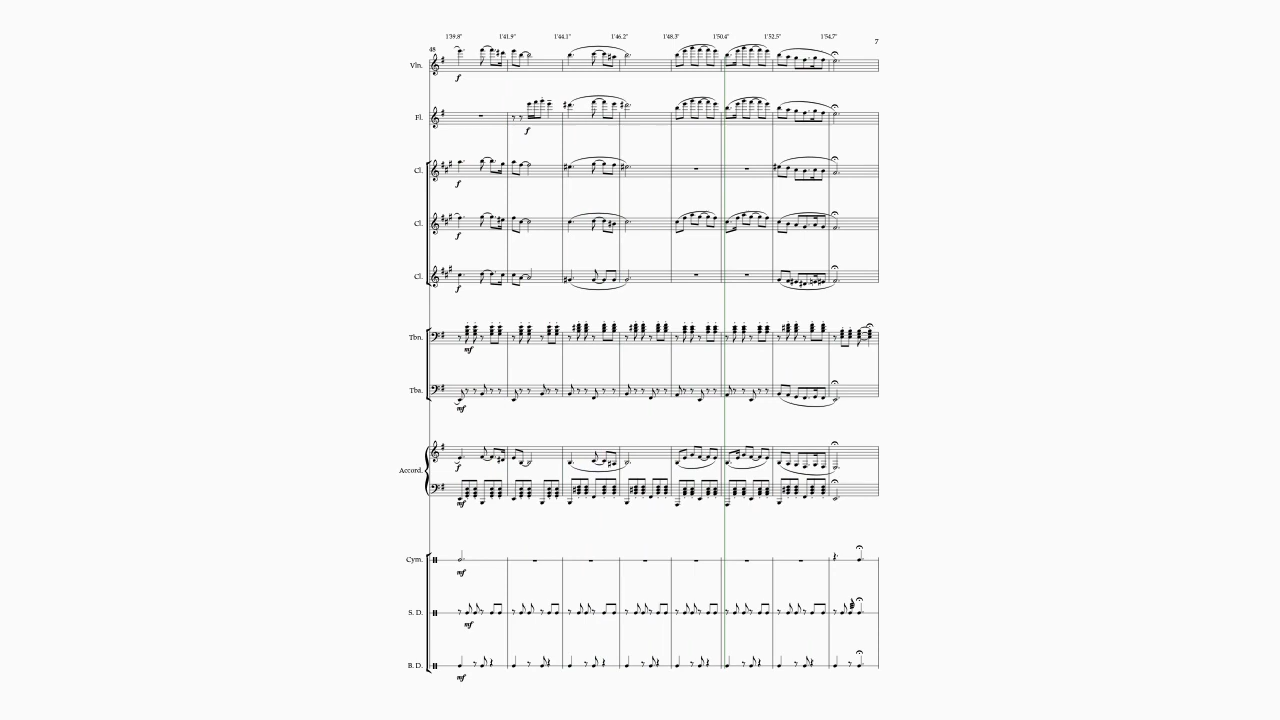 1'39.8" 1'41.9" 1'44.1" 1'46.2" 1'48.3" 1'50.4" 1'52.5" 1'54.7"
7
48
Vln.
f
Fl.
f
Cl.
f
Cl.
f
Cl.
f
Tbn.
mf
Tba.
mf
Accord.
f
mf
Cym.
mf
S. D.
mf
B. D.
mf